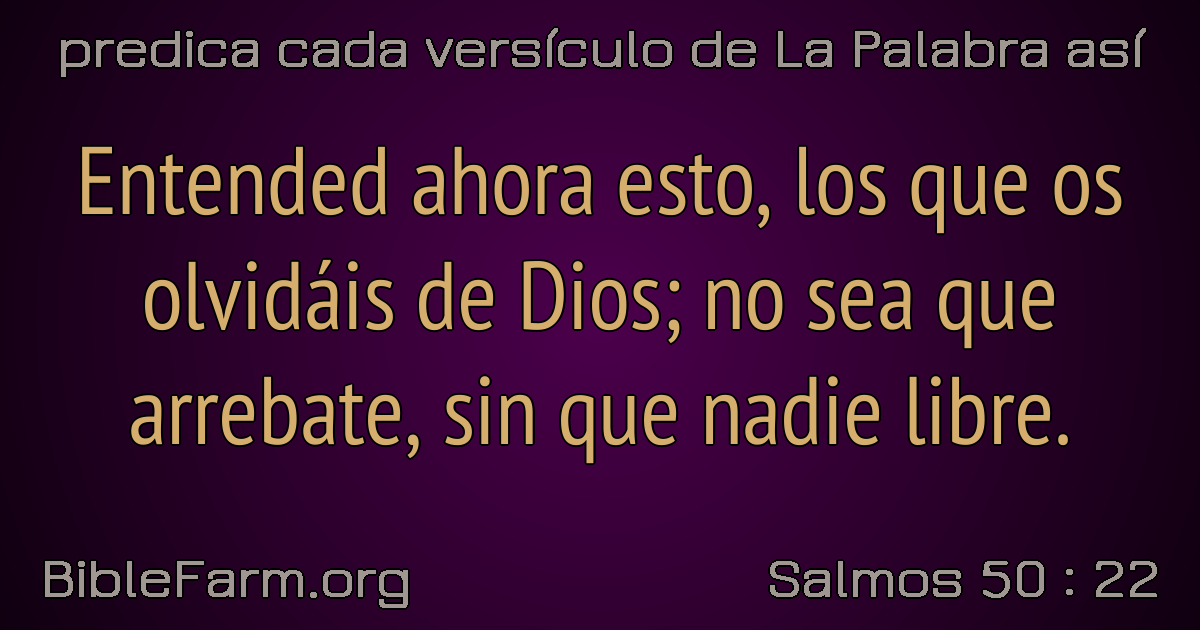 predica cada versículo de La Palabra así
Entended ahora esto, los que os
olvidáis de Dios; no sea que
arrebate, sin que nadie libre.
BibleFarm.org
Salmos 50 : 22